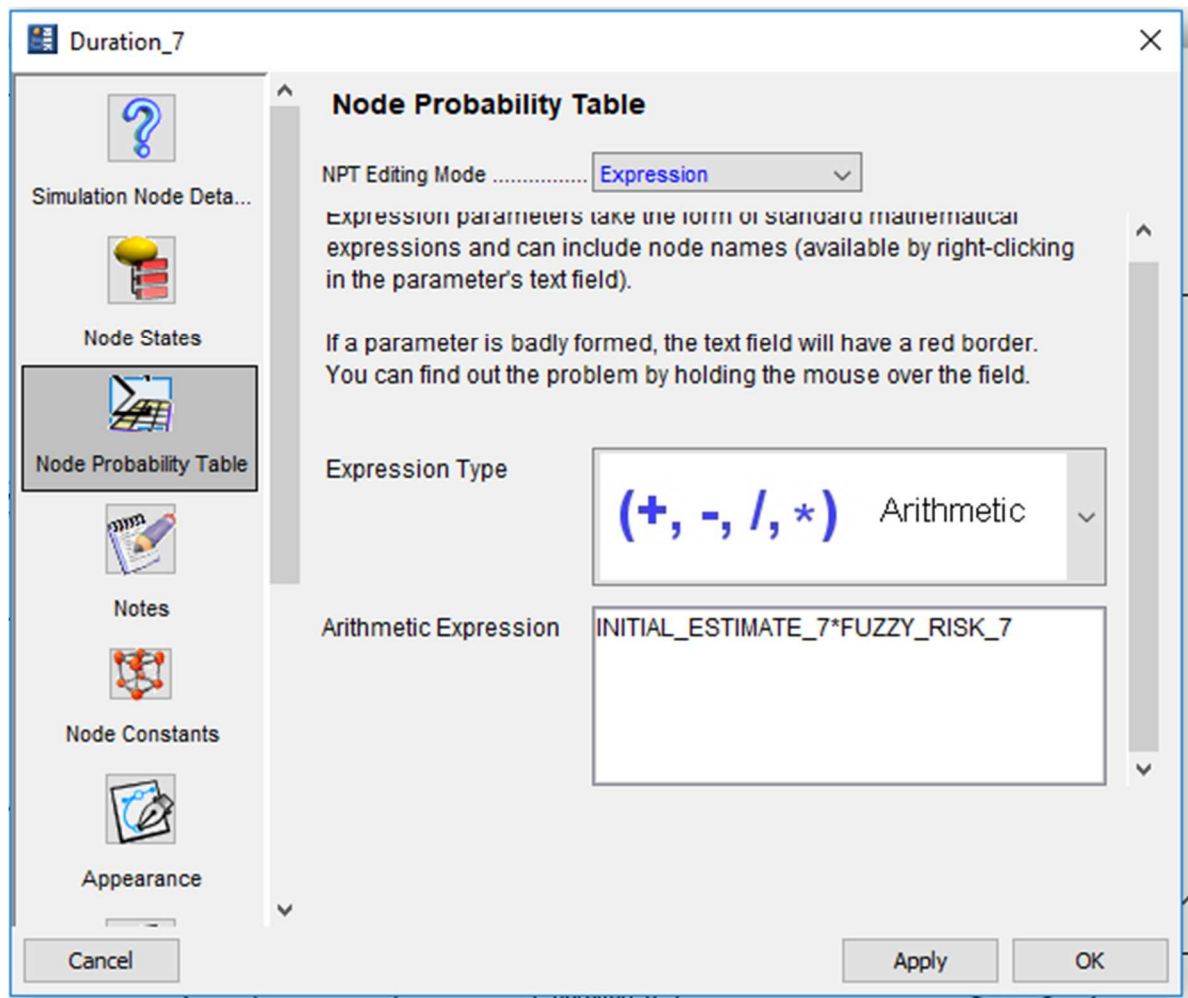 Duration_7
Simulation Node Deta...
Node States
Node Probability Table
Notes
Node Constants
Appearance
Node Probability Table
NPT Editing Mode ................ Expression
Expression parameters take the form of standard mathematical
expressions and can include node names (available by right-clicking
in the parameter's text field).
If a parameter is badly formed, the text field will have a red border.
You can find out the problem by holding the mouse over the field.
Expression Type
(+, -, /, *) Arithmetic
Arithmetic Expression
INITIAL_ESTIMATE_7*FUZZY_RISK_7
Cancel
Apply
OK